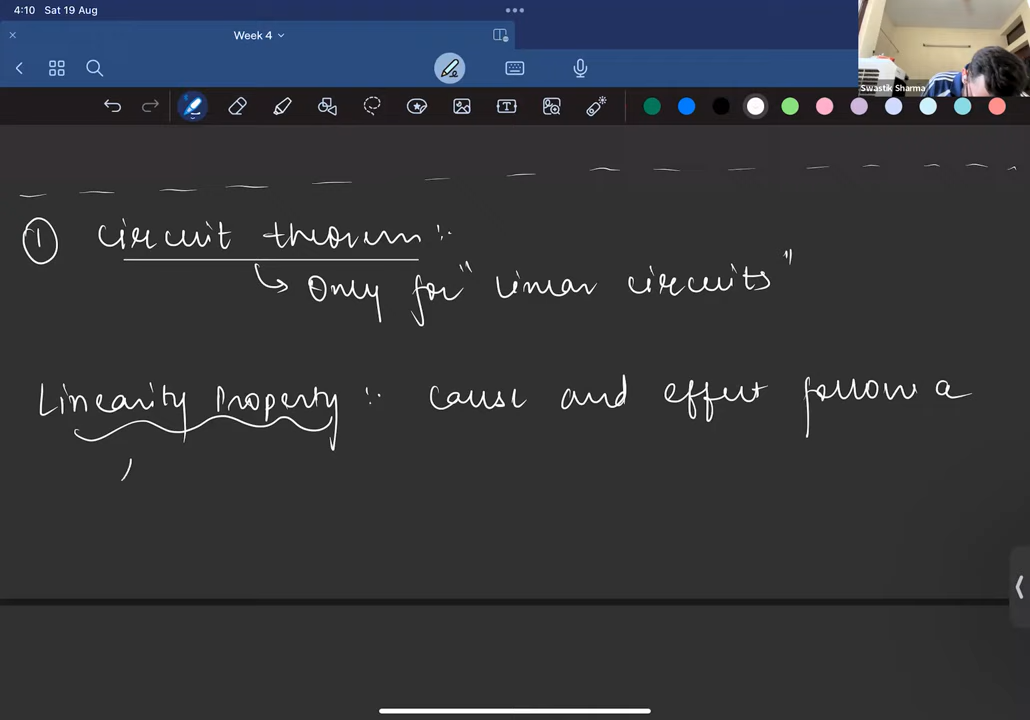 4:10 Sat 19 Aug
Week 4
Swastik Sharma
① Circuit theorem :-
↳ Only for "Linear circuits"
Linearity Property :- cause and effect follow a